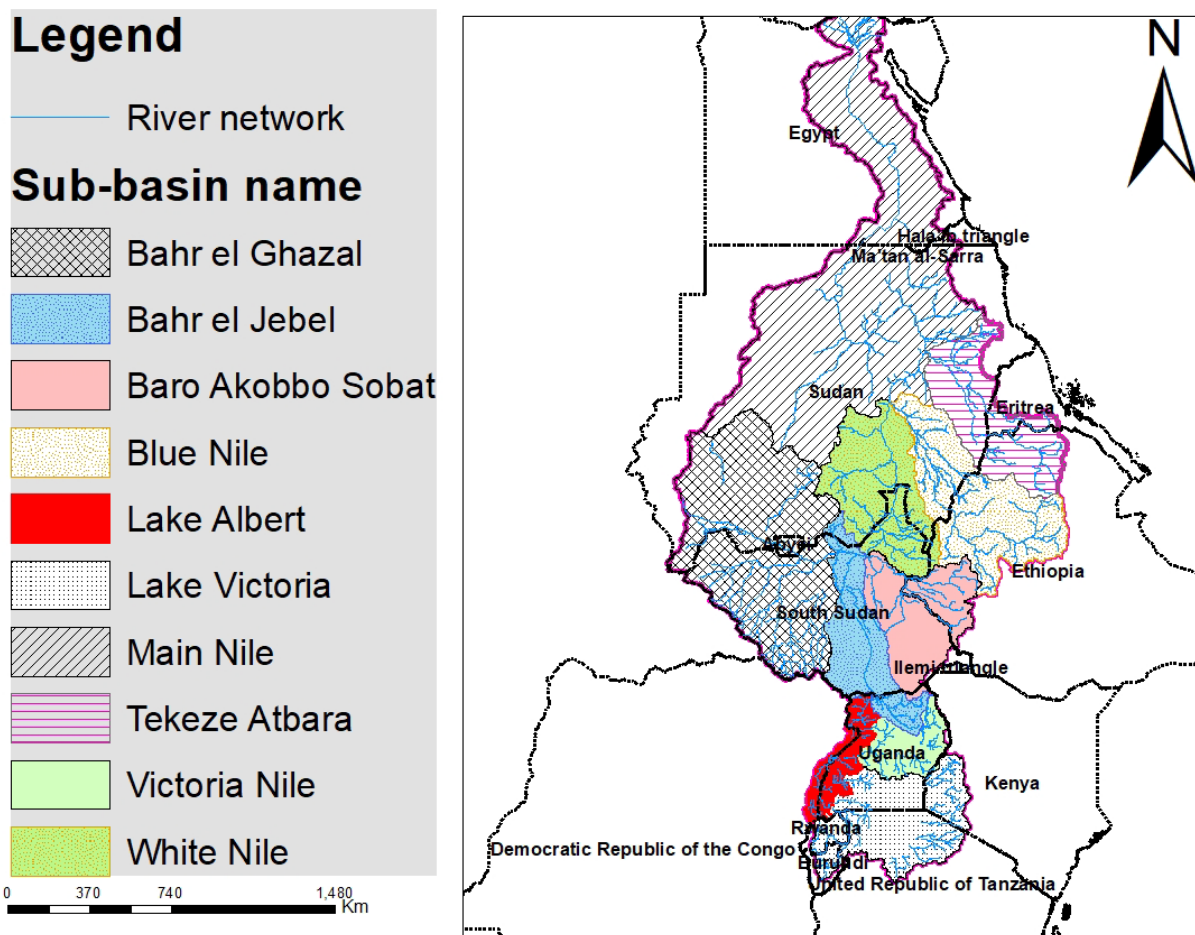 Legend
River network
Sub-basin name
Bahr el Ghazal
Bahr el Jebel
Baro Akobbo Sobat
Blue Nile
Lake Albert
Lake Victoria
Main Nile
Tekeze Atbara
Victoria Nile
White Nile
0 370 740 1,480
Km
N
Egypt
Hala'ib triangle
Ma'tan al-Sarra
Sudan
Eritrea
Abyei
Ethiopia
South Sudan
Ilemi triangle
Uganda
Kenya
Rwanda
Democratic Republic of the Congo
Burundi
United Republic of Tanzania